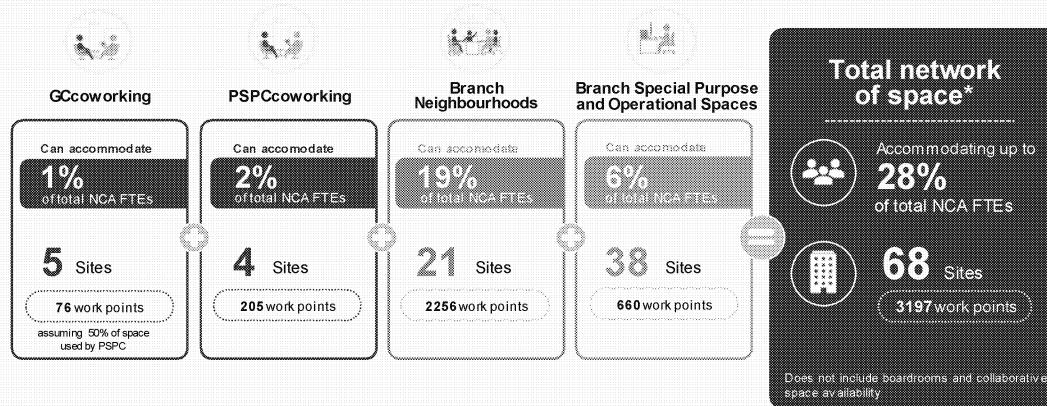 GCcoworking
Can accommodate
1%
of total NCA FTEs
5 Sites
76 work points
assuming 50% of space
used by PSPC
PSPCcoworking
Can accomodate
2%
of total NCA FTEs
4 Sites
205 work points
Branch
Neighbourhoods
Can accomodate
19%
of total NCA FTEs
21 Sites
2256 work points
Branch Special Purpose
and Operational Spaces
Can accomodate
6%
of total NCA FTEs
38 Sites
660 work points
Total network
of space*
Accommodating up to
28%
of total NCA FTEs
68 Sites
3197 work points
Does not include boardrooms and collaborative
space availability